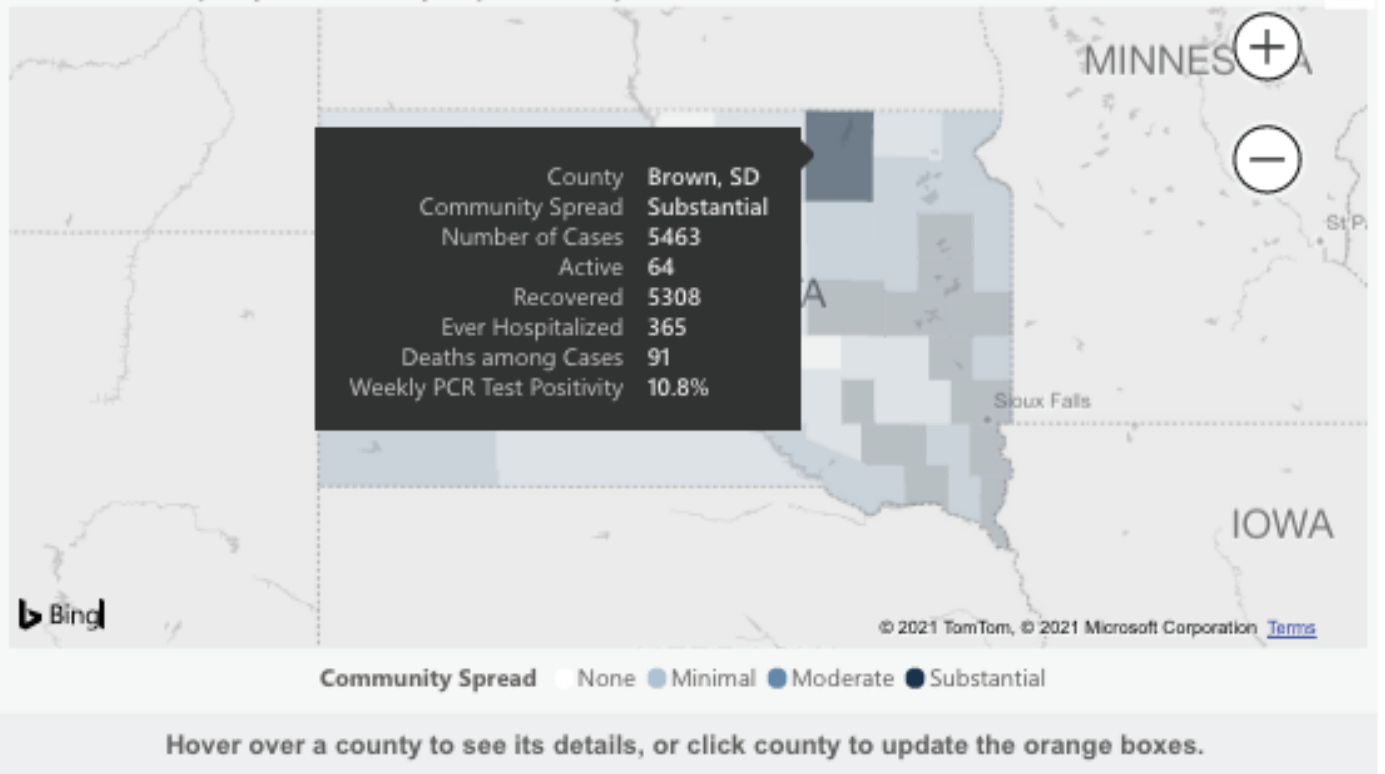 MINNES A
County Brown, SD
Community Spread Substantial
Number of Cases 5463
Active 64
Recovered 5308
Ever Hospitalized 365
Deaths among Cases 91
Weekly PCR Test Positivity 10.8%
St P
A
Sioux Falls
IOWA
Bing
© 2021 TomTom, © 2021 Microsoft Corporation Terms
Community Spread None Minimal Moderate Substantial
Hover over a county to see its details, or click county to update the orange boxes.